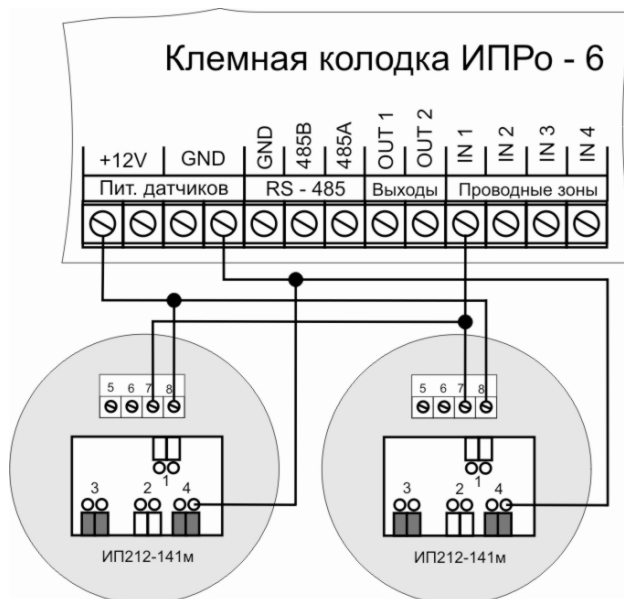 Клемная колодка ИПРо - 6
+12V GND GND 485B 485A OUT 1 OUT 2 IN 1 IN 2 IN 3 IN 4
Пит. датчиков RS - 485 Выходы Проводные зоны
5 6 7 8
1
3 2 4
ИП212-141м
5 6 7 8
1
3 2 4
ИП212-141м